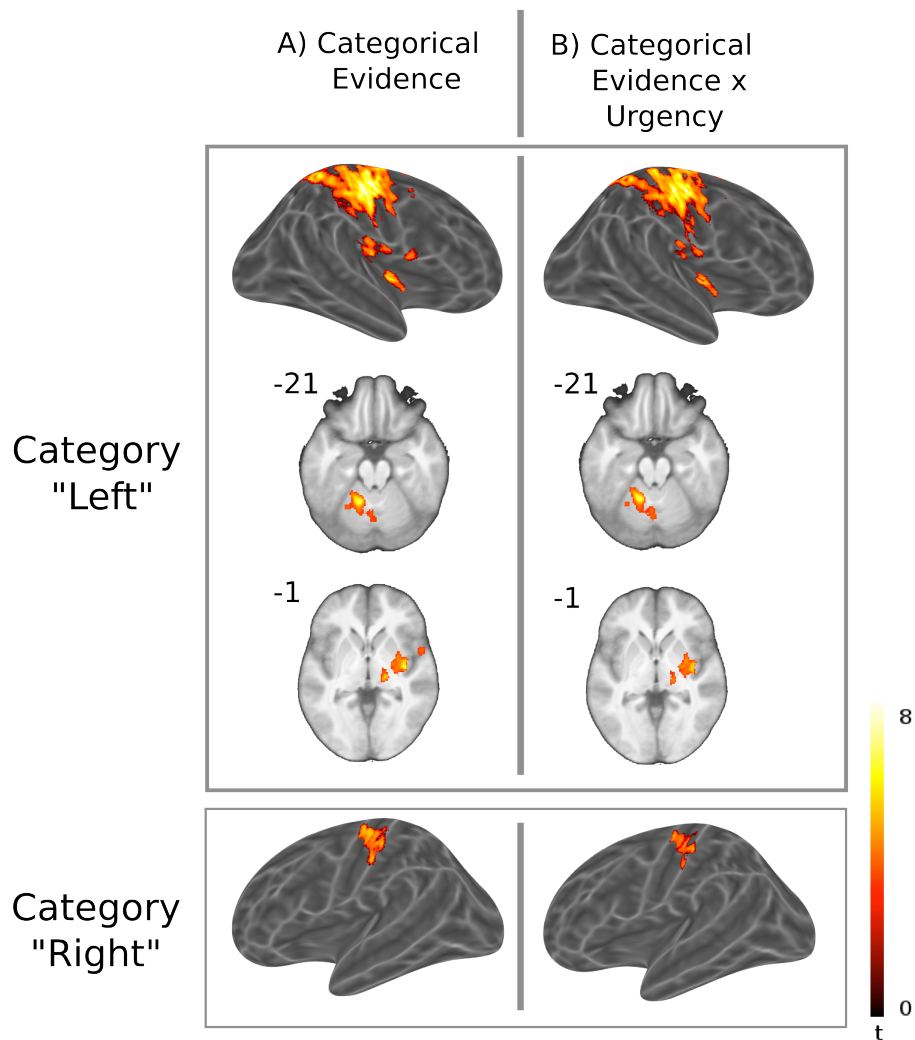 A) Categorical
Evidence
B) Categorical
Evidence x
Urgency
Category
"Left"
-21
-21
-1
-1
Category
"Right"
8
0
t